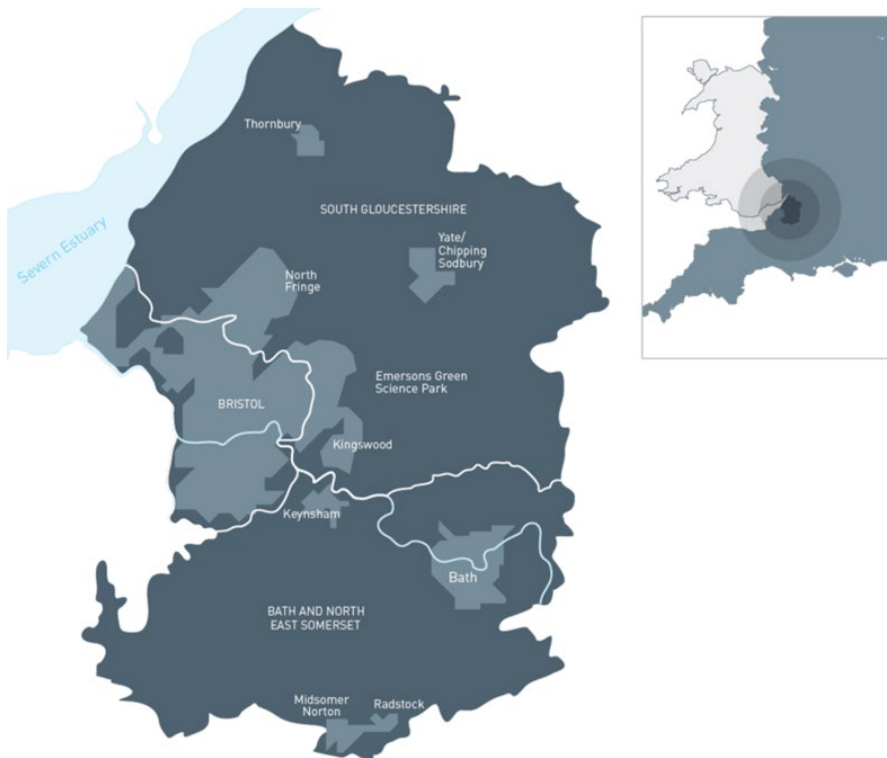 Thornbury
SOUTH GLOUCESTERSHIRE
Severn Estuary
Yate/
Chipping
Sodbury
North
Fringe
Emersons Green
Science Park
BRISTOL
Kingswood
Keynsham
Bath
BATH AND NORTH
EAST SOMERSET
Midsomer
Norton
Radstock